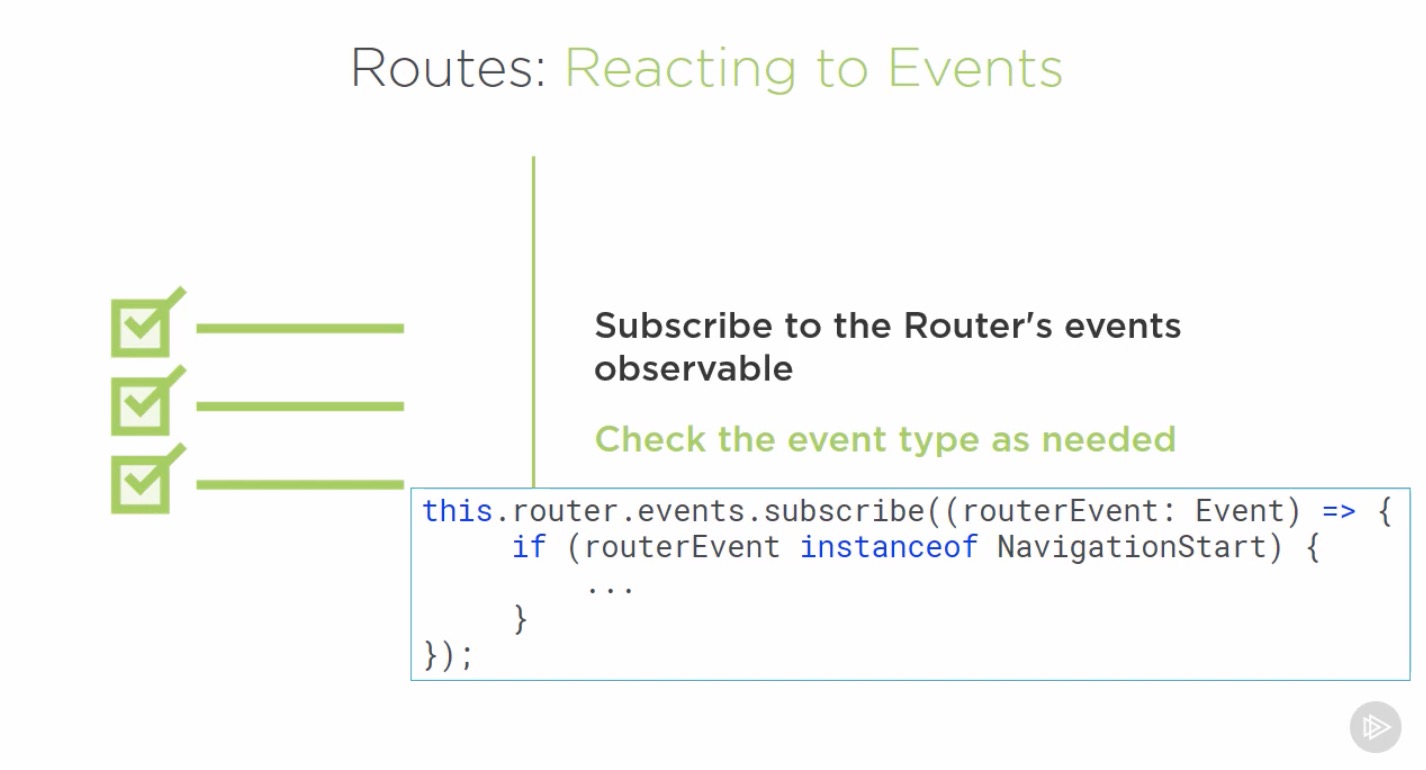 Routes: Reacting to Events
Subscribe to the Router's events
observable
Check the event type as needed
this.router.events.subscribe((routerEvent: Event) => {
     if (routerEvent instanceof NavigationStart) {
         ...
     }
});